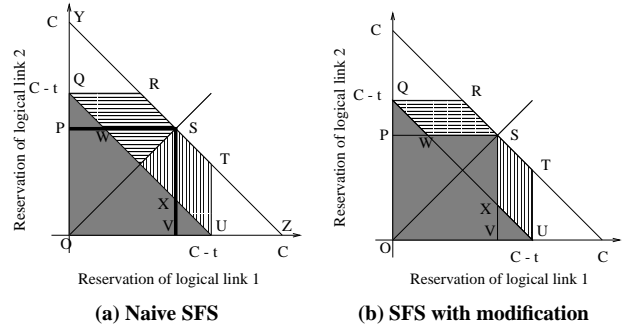 C Y
Q R
C - t
P
W
S
T
X
V U Z
O
C - t C
Reservation of logical link 2
Reservation of logical link 1
(a) Naive SFS
C
Q R
C - t
P
W
S
T
X
V U
O
C - t C
Reservation of logical link 2
Reservation of logical link 1
(b) SFS with modification